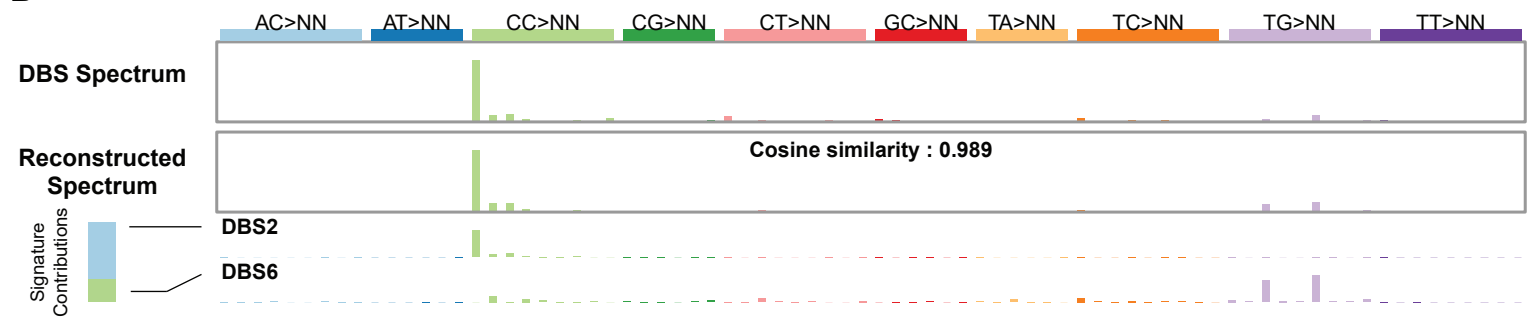 AC>NN AT>NN CC>NN CG>NN CT>NN GC>NN TA>NN TC>NN TG>NN TT>NN
DBS Spectrum
Reconstructed
Spectrum
Cosine similarity : 0.989
Signature
Contributions
DBS2
DBS6